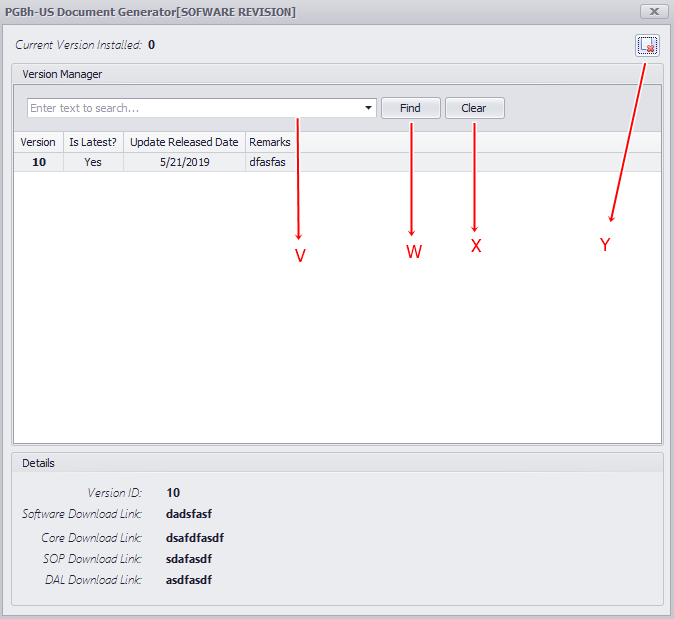 PGBh-US Document Generator[SOFWARE REVISION]
Current Version Installed: 0
Version Manager
Enter text to search... Find Clear
Version Is Latest? Update Released Date Remarks
10 Yes 5/21/2019 dfasfas
V W X Y
Details
Version ID: 10
Software Download Link: dadsfasf
Core Download Link: dsafdfasdf
SOP Download Link: sdafasdf
DAL Download Link: asdfasdf